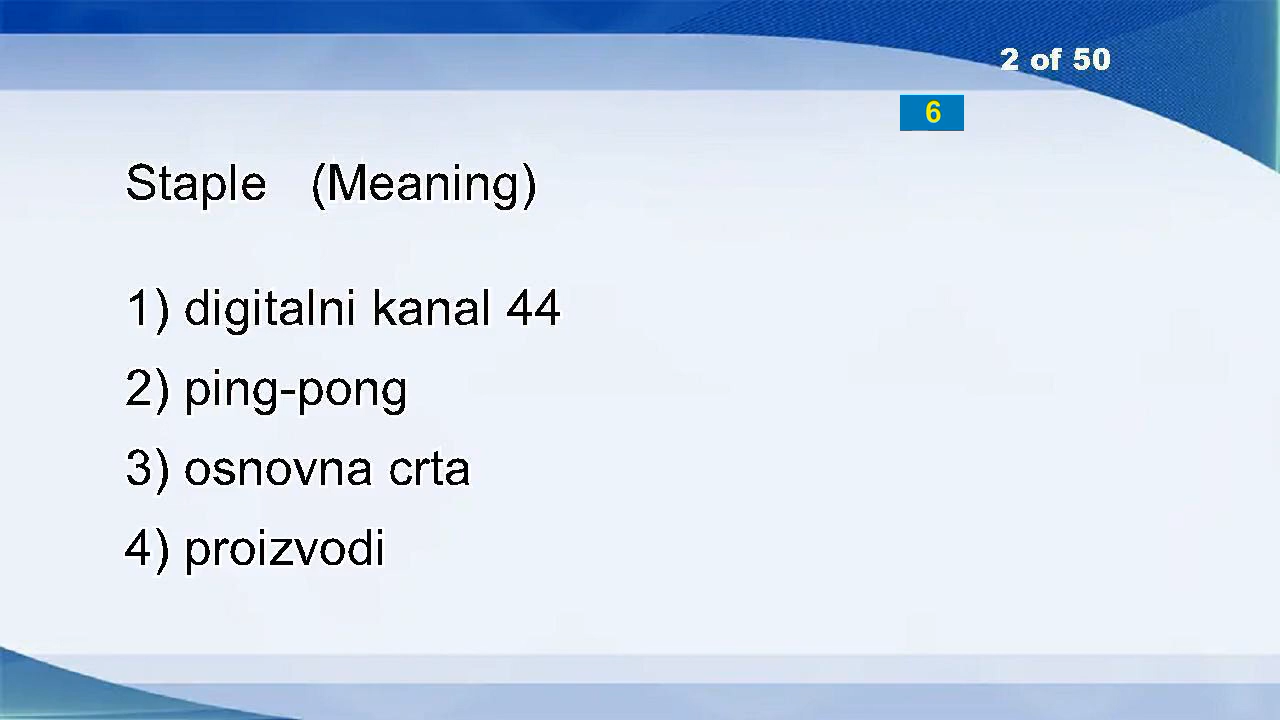 2 of 50
6
Staple (Meaning)
1) digitalni kanal 44
2) ping-pong
3) osnovna crta
4) proizvodi